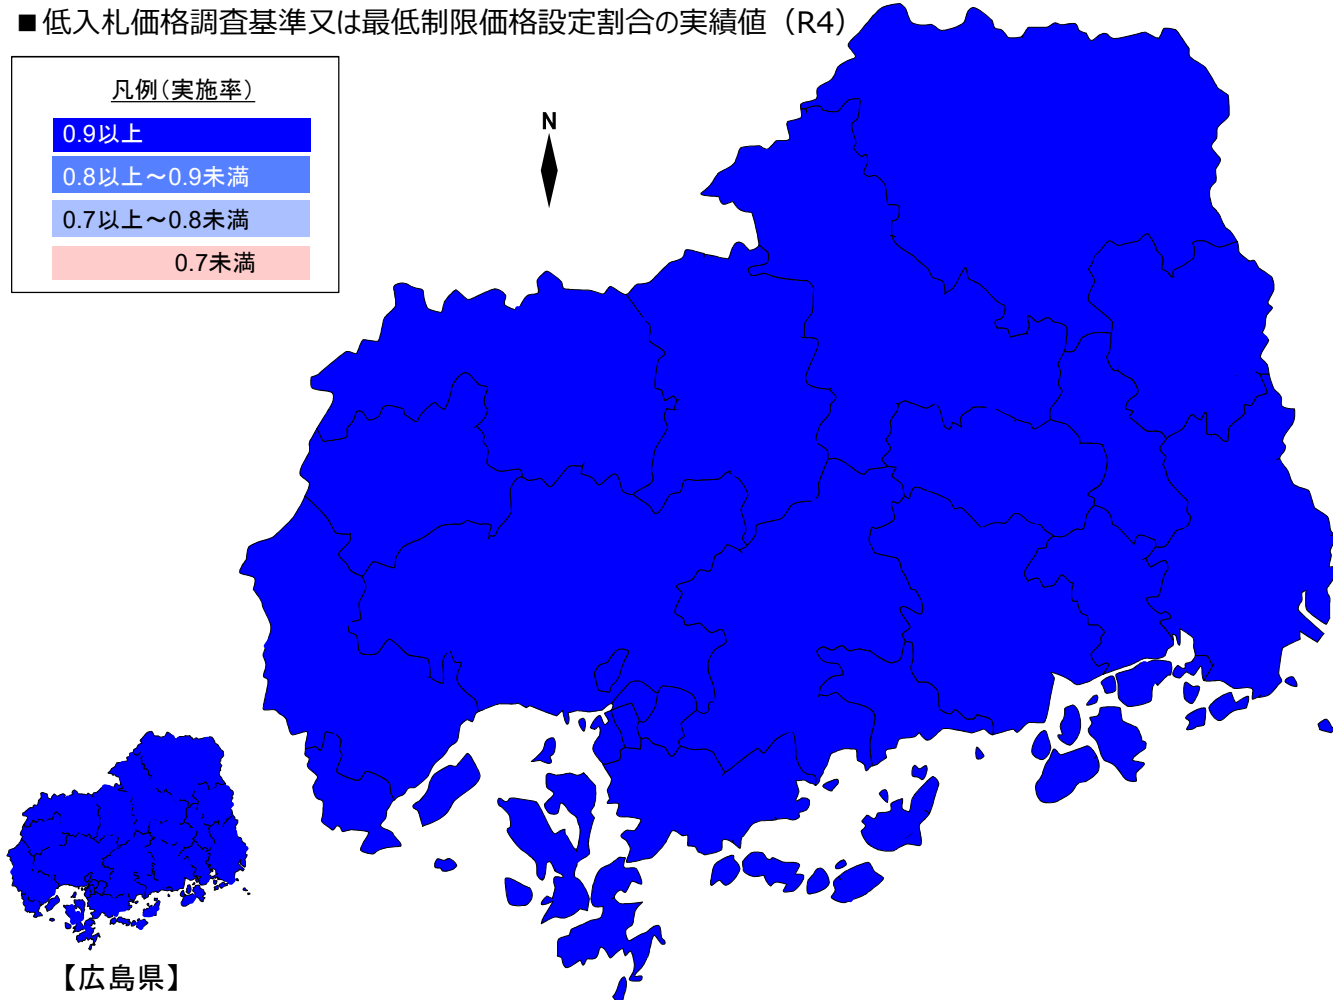 ■低入札価格調査基準又は最低制限価格設定割合の実績値（R4）
凡例（実施率）
0.9以上
0.8以上～0.9未満
0.7以上～0.8未満
0.7未満
N
【広島県】